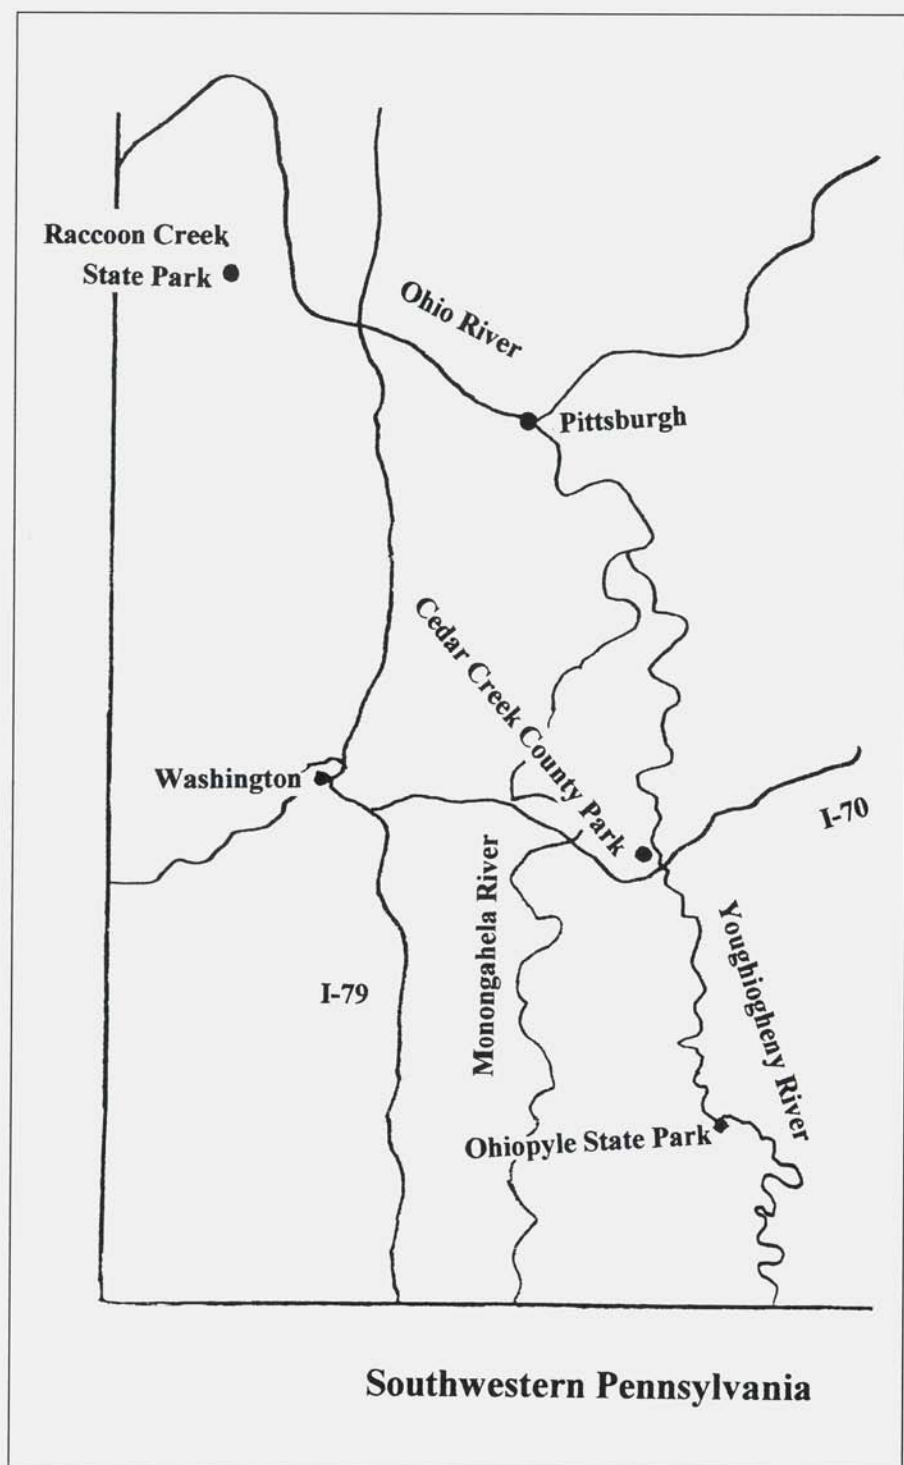 Raccoon Creek
State Park
Ohio River
Pittsburgh
Cedar Creek County Park
Washington
I-70
Monongahela River
Youghiogheny River
I-79
Ohiopyle State Park
Southwestern Pennsylvania